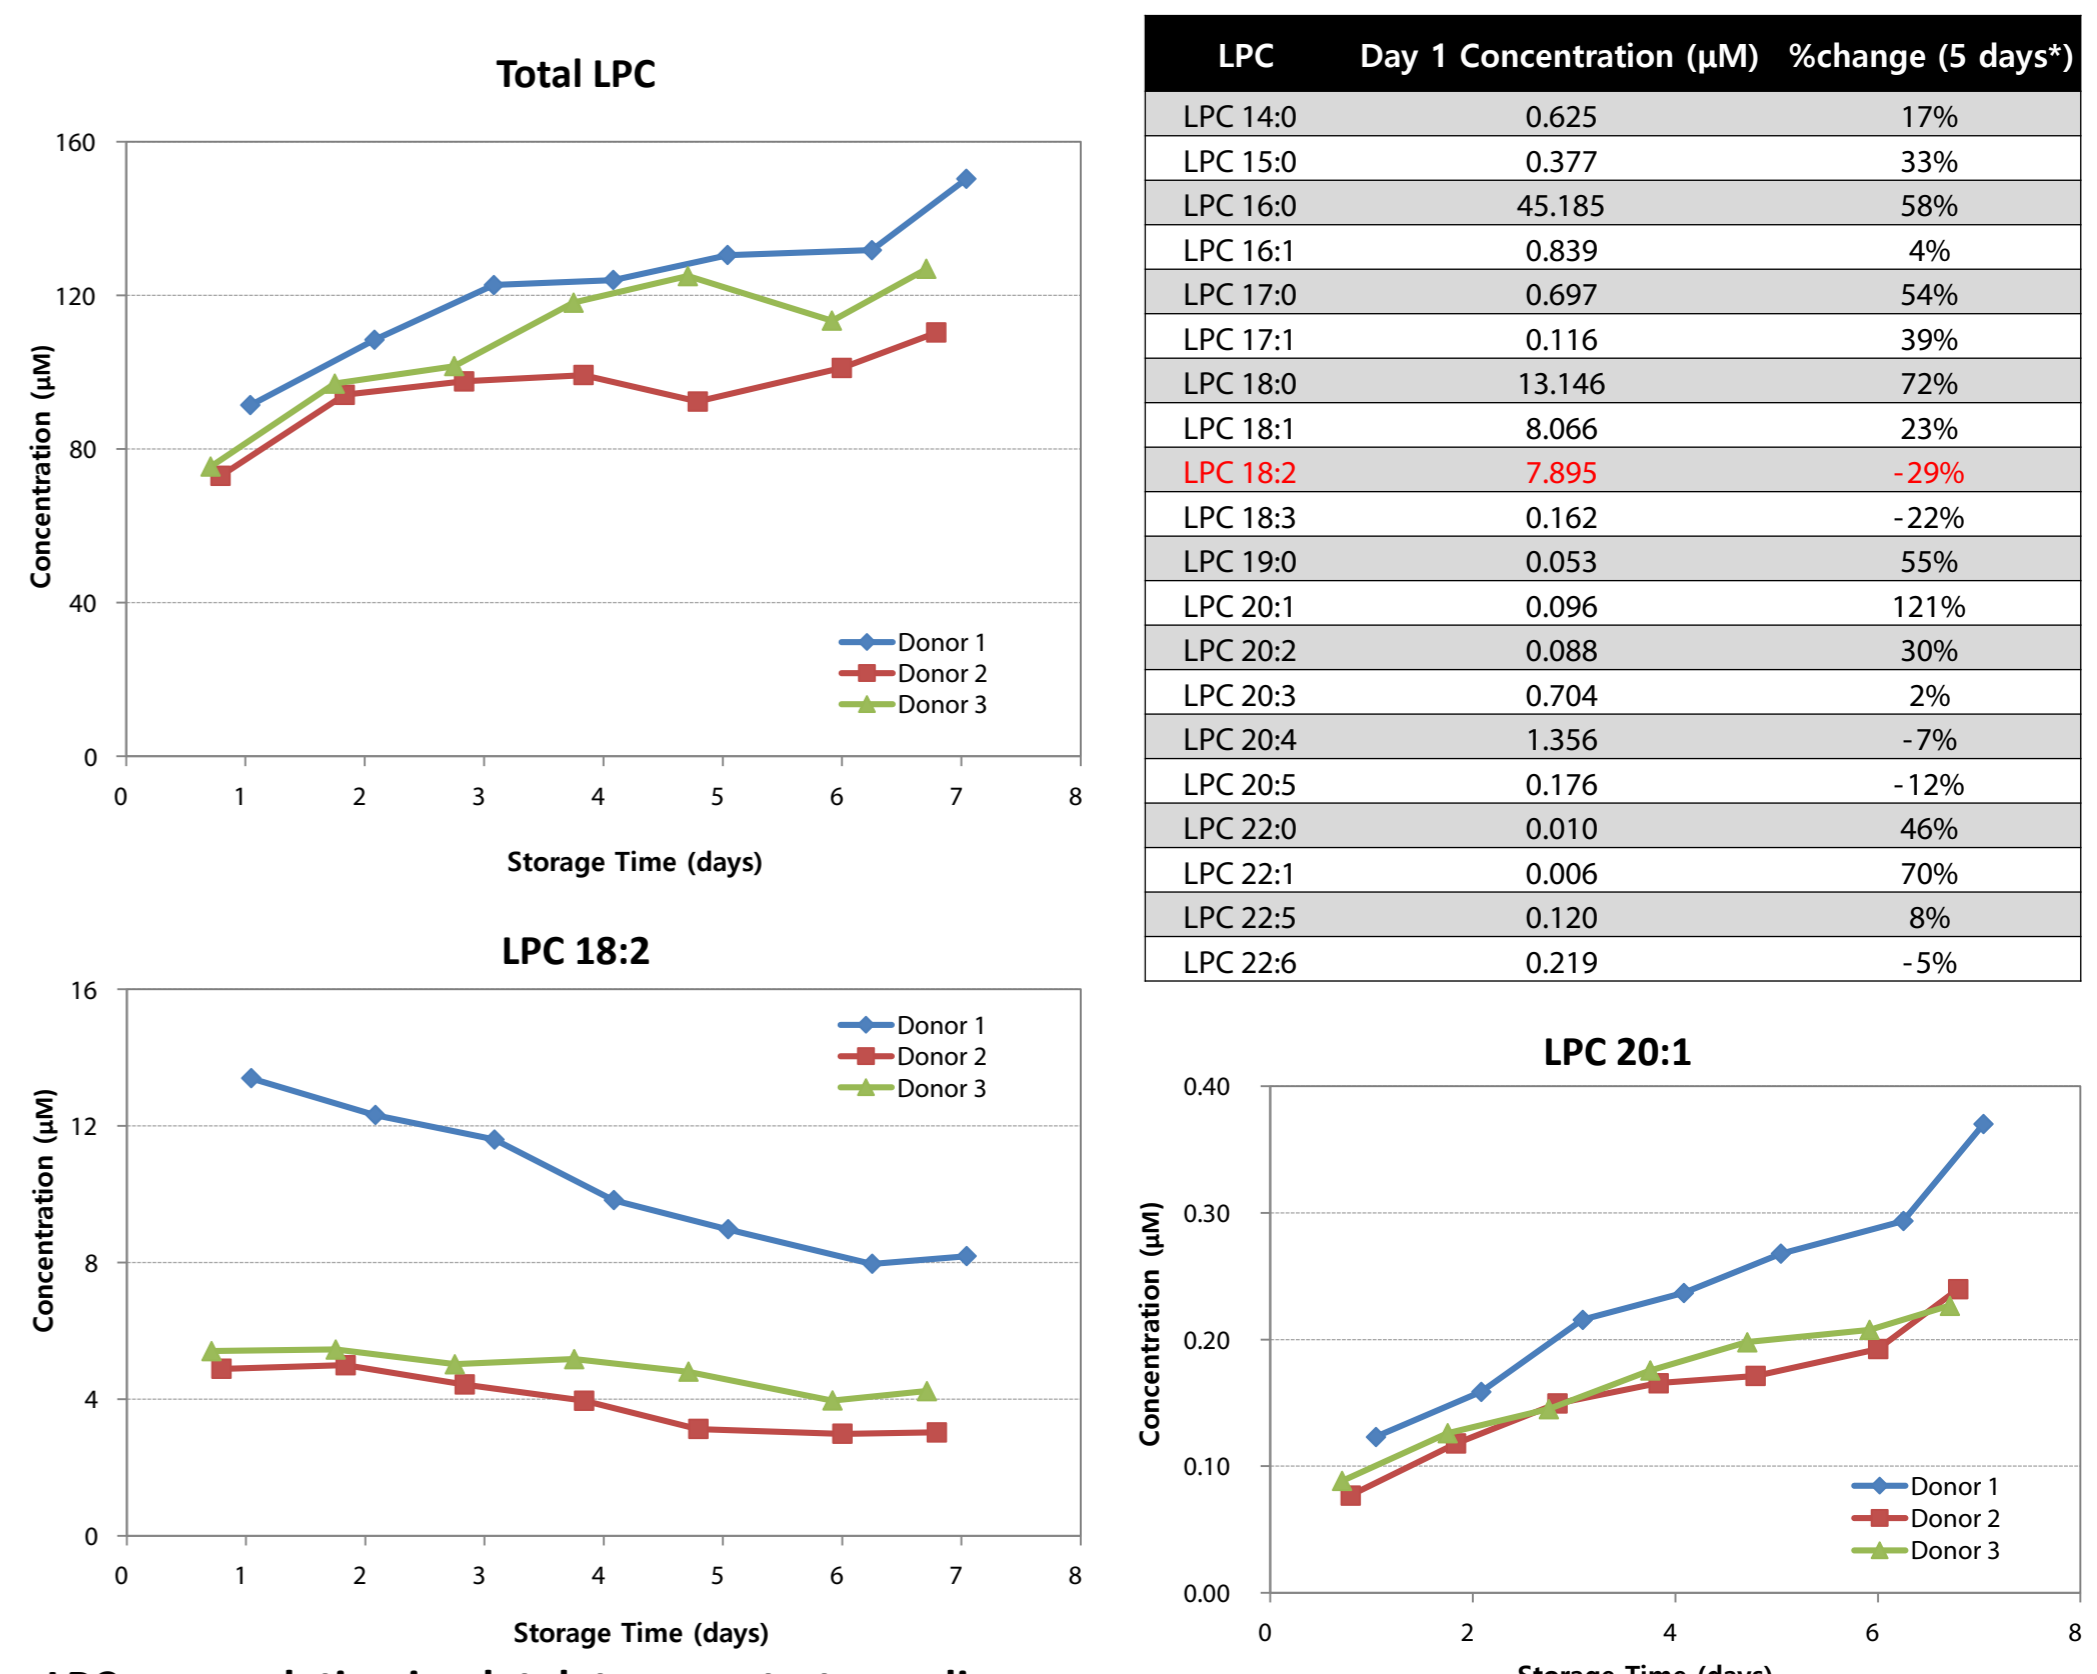 Total LPC
160
120
80
40
0
Concentration (µM)
Donor 1
Donor 2
Donor 3
0 1 2 3 4 5 6 7 8
Storage Time (days)
LPC Day 1 Concentration (µM) %change (5 days*)
LPC 14:0 0.625 17%
LPC 15:0 0.377 33%
LPC 16:0 45.185 58%
LPC 16:1 0.839 4%
LPC 17:0 0.697 54%
LPC 17:1 0.116 39%
LPC 18:0 13.146 72%
LPC 18:1 8.066 23%
LPC 18:2 7.895 -29%
LPC 18:3 0.162 -22%
LPC 19:0 0.053 55%
LPC 20:1 0.096 121%
LPC 20:2 0.088 30%
LPC 20:3 0.704 2%
LPC 20:4 1.356 -7%
LPC 20:5 0.176 -12%
LPC 22:0 0.010 46%
LPC 22:1 0.006 70%
LPC 22:5 0.120 8%
LPC 22:6 0.219 -5%
LPC 18:2
16
12
8
4
0
Concentration (µM)
Donor 1
Donor 2
Donor 3
0 1 2 3 4 5 6 7 8
Storage Time (days)
LPC 20:1
0.40
0.30
0.20
0.10
0.00
Concentration (µM)
Donor 1
Donor 2
Donor 3
0 2 4 6 8
Storage Time (days)